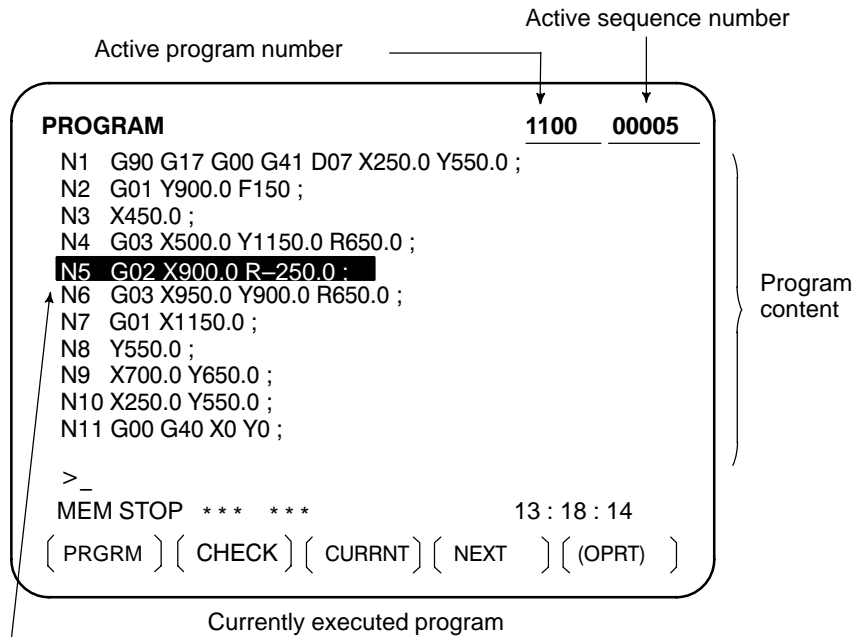 Active sequence number
Active program number
PROGRAM 1100 00005
N1 G90 G17 G00 G41 D07 X250.0 Y550.0 ;
N2 G01 Y900.0 F150 ;
N3 X450.0 ;
N4 G03 X500.0 Y1150.0 R650.0 ;
N5 G02 X900.0 R–250.0 ;
N6 G03 X950.0 Y900.0 R650.0 ;
N7 G01 X1150.0 ;
N8 Y550.0 ;
N9 X700.0 Y650.0 ;
N10 X250.0 Y550.0 ;
N11 G00 G40 X0 Y0 ;
Program
content
>_
MEM STOP * * * * * * 13 : 18 : 14
[ PRGRM ] [ CHECK ] [ CURRNT ] [ NEXT ] [ (OPRT) ]
Currently executed program